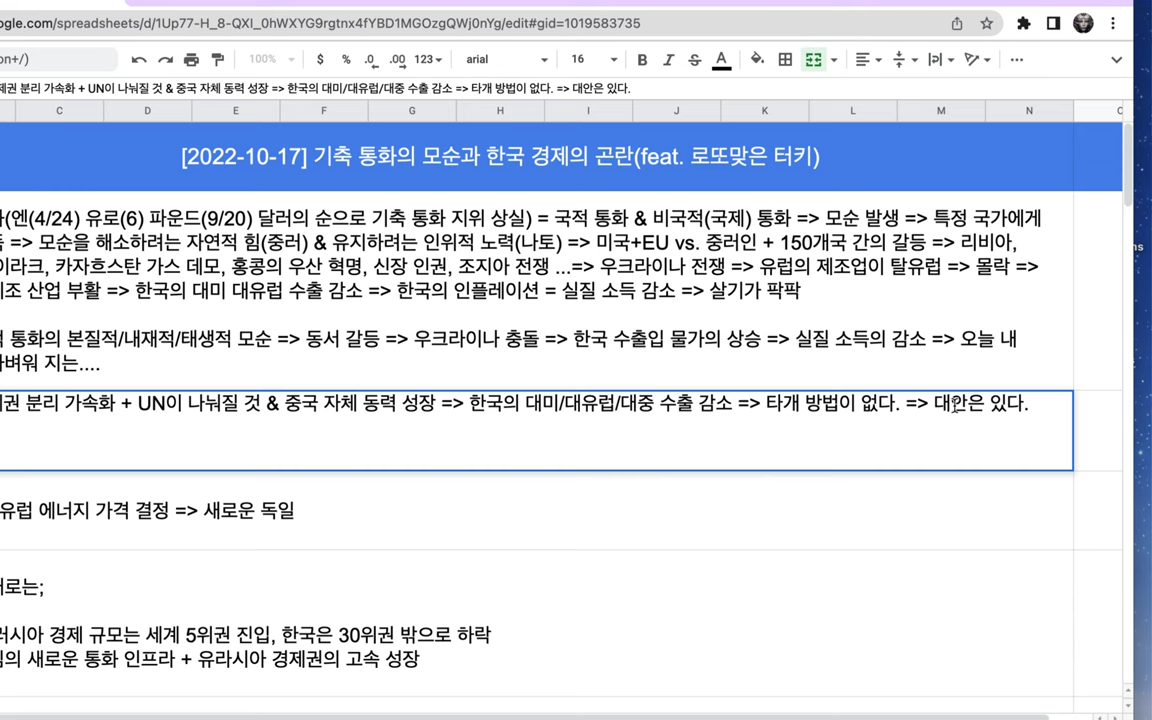 ogle.com/spreadsheets/d/1Up77-H_8-QXI_0hWXYG9rgtnx4fYBD1MGOzgQWj0nYg/edit#gid=1019583735
on+/) 100% $ % .0 .00 123 arial 16 B I S A
제권 분리 가속화 + UN이 나눠질 것 & 중국 자체 동력 성장 => 한국의 대미/대유럽/대중 수출 감소 => 타개 방법이 없다. => 대안은 있다.
C D E F G H I J K L M N
[2022-10-17] 기축 통화의 모순과 한국 경제의 곤란(feat. 로또맞은 터키)
(엔(4/24) 유로(6) 파운드(9/20) 달러의 순으로 기축 통화 지위 상실) = 국적 통화 & 비국적(국제) 통화 => 모순 발생 => 특정 국가에게
=> 모순을 해소하려는 자연적 힘(중러) & 유지하려는 인위적 노력(나토) => 미국+EU vs. 중러인 + 150개국 간의 갈등 => 리비아,
이라크, 카자흐스탄 가스 데모, 홍콩의 우산 혁명, 신장 인권, 조지아 전쟁 ...=> 우크라이나 전쟁 => 유럽의 제조업이 탈유럽 => 몰락 =>
조 산업 부활 => 한국의 대미 대유럽 수출 감소 => 한국의 인플레이션 = 실질 소득 감소 => 살기가 팍팍
통화의 본질적/내재적/태생적 모순 => 동서 갈등 => 우크라이나 충돌 => 한국 수출입 물가의 상승 => 실질 소득의 감소 => 오늘 내
벼워 지는....
권 분리 가속화 + UN이 나눠질 것 & 중국 자체 동력 성장 => 한국의 대미/대유럽/대중 수출 감소 => 타개 방법이 없다. => 대안은 있다.
유럽 에너지 가격 결정 => 새로운 독일
로는;
러시아 경제 규모는 세계 5위권 진입, 한국은 30위권 밖으로 하락
의 새로운 통화 인프라 + 유라시아 경제권의 고속 성장